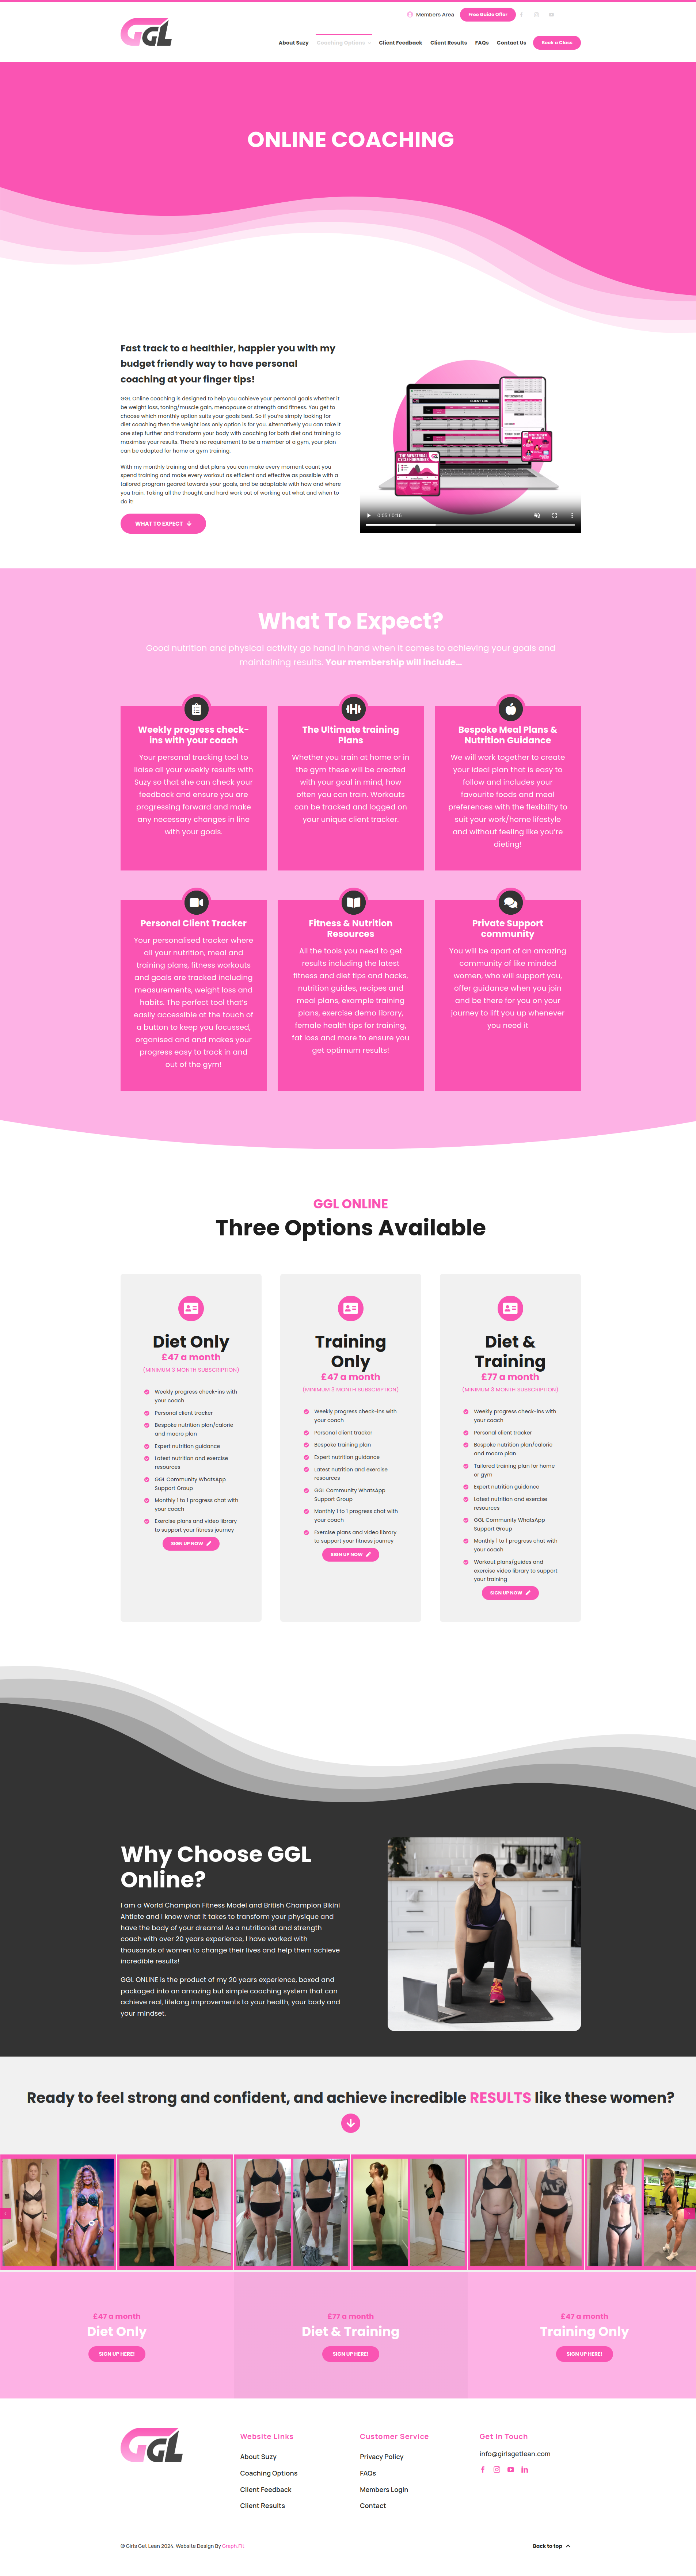 Members Area
Free Guide Offer
GGL
About Suzy
Coaching Options
Client Feedback
Client Results
FAQs
Contact Us
Book a Class
ONLINE COACHING
Fast track to a healthier, happier you with my
budget friendly way to have personal
coaching at your finger tips!
GGL Online coaching is designed to help you achieve your personal goals whether it
be weight loss, toning/muscle gain, menopause or strength and fitness. You get to
choose which monthly option suits your goals best. So if you're simply looking for
diet coaching then the weight loss only option is for you. Alternatively you can take it
one step further and transform your body with coaching for both diet and training to
maximise your results. There's no requirement to be a member of a gym, your plan
can be adapted for home or gym training.
With my monthly training and diet plans you can make every moment count you
spend training and make every workout as efficient and effective as possible with a
tailored program geared towards your goals, and be adaptable with how and where
you train. Taking all the thought and hard work out of working out what and when to
do it!
WHAT TO EXPECT
CLIENT LOG
THE MENSTRUAL
CYCLE HORMONES
0:05 / 0:16
What To Expect?
Good nutrition and physical activity go hand in hand when it comes to achieving your goals and
maintaining results. Your membership will include...
Weekly progress check-
ins with your coach
Your personal tracking tool to
liaise all your weekly results with
Suzy so that she can check your
feedback and ensure you are
progressing forward and make
any necessary changes in line
with your goals.
The Ultimate training
Plans
Whether you train at home or in
the gym these will be created
with your goal in mind, how
often you can train. Workouts
can be tracked and logged on
your unique client tracker.
Bespoke Meal Plans &
Nutrition Guidance
We will work together to create
your ideal plan that is easy to
follow and includes your
favourite foods and meal
preferences with the flexibility to
suit your work/home lifestyle
and without feeling like you're
dieting!
Personal Client Tracker
Your personalised tracker where
all your nutrition, meal and
training plans, fitness workouts
and goals are tracked including
measurements, weight loss and
habits. The perfect tool that's
easily accessible at the touch of
a button to keep you focussed,
organised and and makes your
progress easy to track in and
out of the gym!
Fitness & Nutrition
Resources
All the tools you need to get
results including the latest
fitness and diet tips and hacks,
nutrition guides, recipes and
meal plans, example training
plans, exercise demo library,
female health tips for training,
fat loss and more to ensure you
get optimum results!
Private Support
community
You will be apart of an amazing
community of like minded
women, who will support you,
offer guidance when you join
and be there for you on your
journey to lift you up whenever
you need it
GGL ONLINE
Three Options Available
Diet Only
£47 a month
(MINIMUM 3 MONTH SUBSCRIPTION)
Weekly progress check-ins with
your coach
Personal client tracker
Bespoke nutrition plan/calorie
and macro plan
Expert nutrition guidance
Latest nutrition and exercise
resources
GGL Community WhatsApp
Support Group
Monthly 1 to 1 progress chat with
your coach
Exercise plans and video library
to support your fitness journey
SIGN UP NOW
Training
Only
£47 a month
(MINIMUM 3 MONTH SUBSCRIPTION)
Weekly progress check-ins with
your coach
Personal client tracker
Bespoke training plan
Expert nutrition guidance
Latest nutrition and exercise
resources
GGL Community WhatsApp
Support Group
Monthly 1 to 1 progress chat with
your coach
Exercise plans and video library
to support your fitness journey
SIGN UP NOW
Diet &
Training
£77 a month
(MINIMUM 3 MONTH SUBSCRIPTION)
Weekly progress check-ins with
your coach
Personal client tracker
Bespoke nutrition plan/calorie
and macro plan
Tailored training plan for home
or gym
Expert nutrition guidance
Latest nutrition and exercise
resources
GGL Community WhatsApp
Support Group
Monthly 1 to 1 progress chat with
your coach
Workout plans/guides and
exercise video library to support
your training
SIGN UP NOW
Why Choose GGL
Online?
I am a World Champion Fitness Model and British Champion Bikini
Ahtlete and I know what it takes to transform your physique and
have the body of your dreams! As a nutritionist and strength
coach with over 20 years experience, I have worked with
thousands of women to change their lives and help them achieve
incredible results!
GGL ONLINE is the product of my 20 years experience, boxed and
packaged into an amazing but simple coaching system that can
achieve real, lifelong improvements to your health, your body and
your mindset.
Ready to feel strong and confident, and achieve incredible RESULTS like these women?
£47 a month
Diet Only
SIGN UP HERE!
£77 a month
Diet & Training
SIGN UP HERE!
£47 a month
Training Only
SIGN UP HERE!
GGL
Website Links
About Suzy
Coaching Options
Client Feedback
Client Results
Customer Service
Privacy Policy
FAQs
Members Login
Contact
Get In Touch
info@girlsgetlean.com
© Girls Get Lean 2024. Website Design By Graph Fit
Back to top